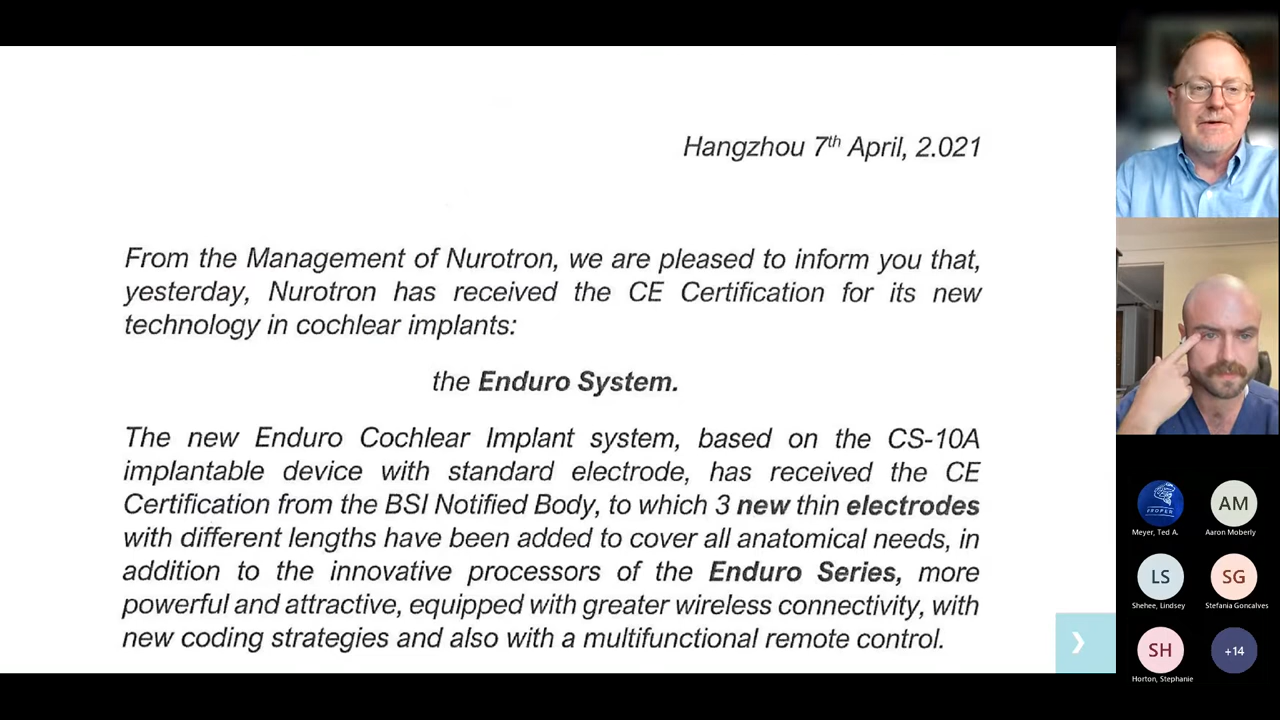 Hangzhou 7th April, 2.021
From the Management of Nurotron, we are pleased to inform you that,
yesterday, Nurotron has received the CE Certification for its new
technology in cochlear implants:
the Enduro System.
The new Enduro Cochlear Implant system, based on the CS-10A
implantable device with standard electrode, has received the CE
Certification from the BSI Notified Body, to which 3 new thin electrodes
with different lengths have been added to cover all anatomical needs, in
addition to the innovative processors of the Enduro Series, more
powerful and attractive, equipped with greater wireless connectivity, with
new coding strategies and also with a multifunctional remote control.
Meyer, Ted A.
AM
Aaron Moberly
LS
Shehee, Lindsey
SG
Stefania Goncalves
SH
Horton, Stephanie
+14